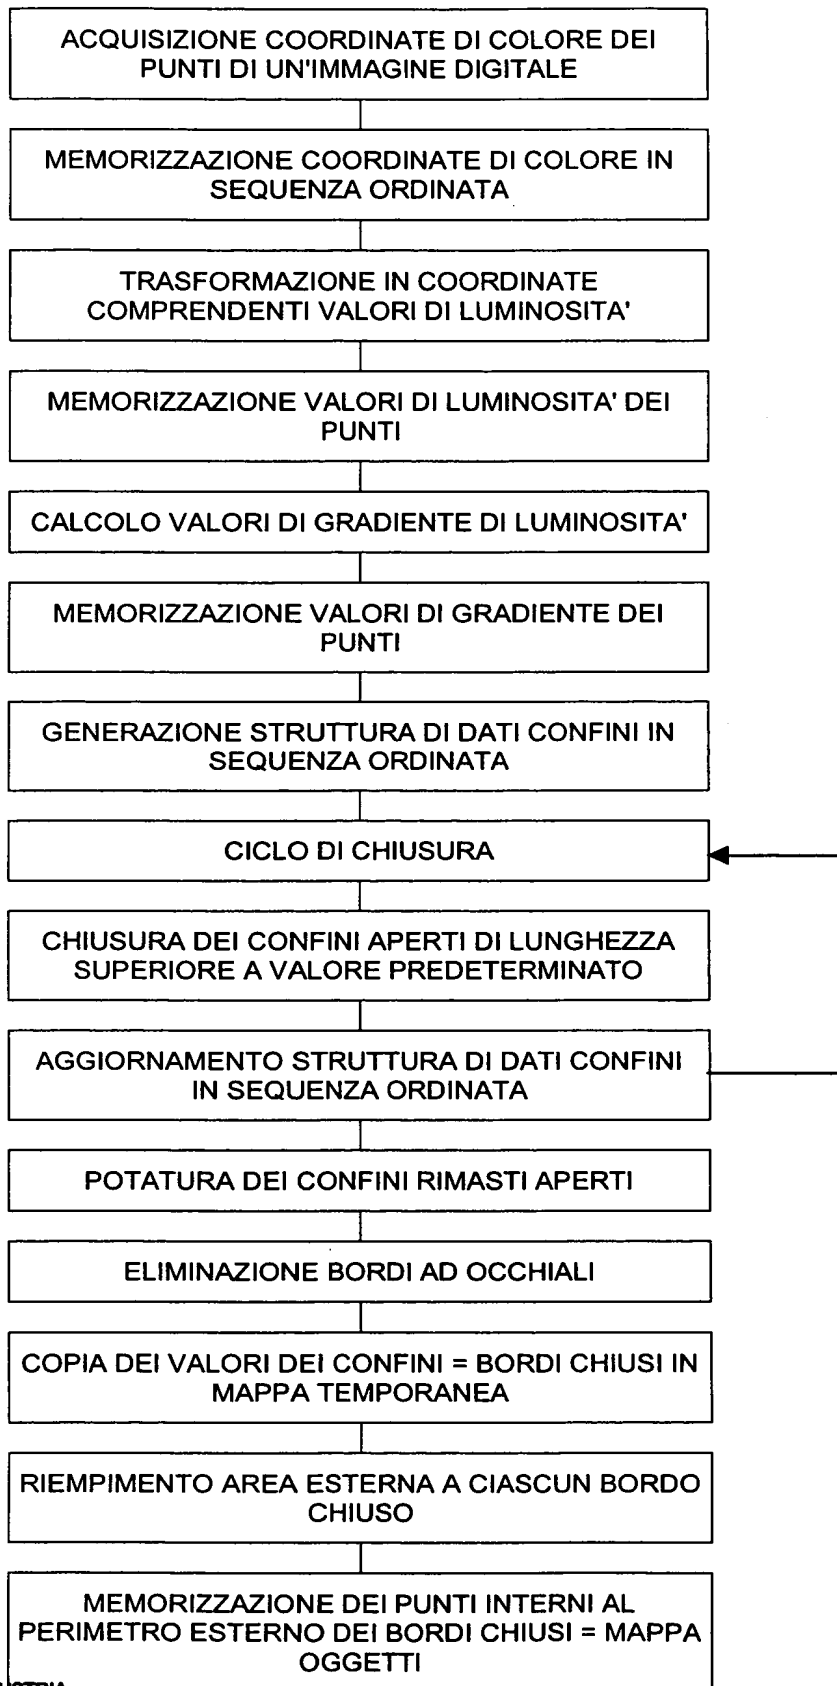 ACQUISIZIONE COORDINATE DI COLORE DEI
PUNTI DI UN'IMMAGINE DIGITALE
MEMORIZZAZIONE COORDINATE DI COLORE IN
SEQUENZA ORDINATA
TRASFORMAZIONE IN COORDINATE
COMPRENDENTI VALORI DI LUMINOSITA'
MEMORIZZAZIONE VALORI DI LUMINOSITA' DEI
PUNTI
CALCOLO VALORI DI GRADIENTE DI LUMINOSITA'
MEMORIZZAZIONE VALORI DI GRADIENTE DEI
PUNTI
GENERAZIONE STRUTTURA DI DATI CONFINI IN
SEQUENZA ORDINATA
CICLO DI CHIUSURA
CHIUSURA DEI CONFINI APERTI DI LUNGHEZZA
SUPERIORE A VALORE PREDETERMINATO
AGGIORNAMENTO STRUTTURA DI DATI CONFINI
IN SEQUENZA ORDINATA
POTATURA DEI CONFINI RIMASTI APERTI
ELIMINAZIONE BORDI AD OCCHIALI
COPIA DEI VALORI DEI CONFINI = BORDI CHIUSI IN
MAPPA TEMPORANEA
RIEMPIMENTO AREA ESTERNA A CIASCUN BORDO
CHIUSO
MEMORIZZAZIONE DEI PUNTI INTERNI AL
PERIMETRO ESTERNO DEI BORDI CHIUSI = MAPPA
OGGETTI